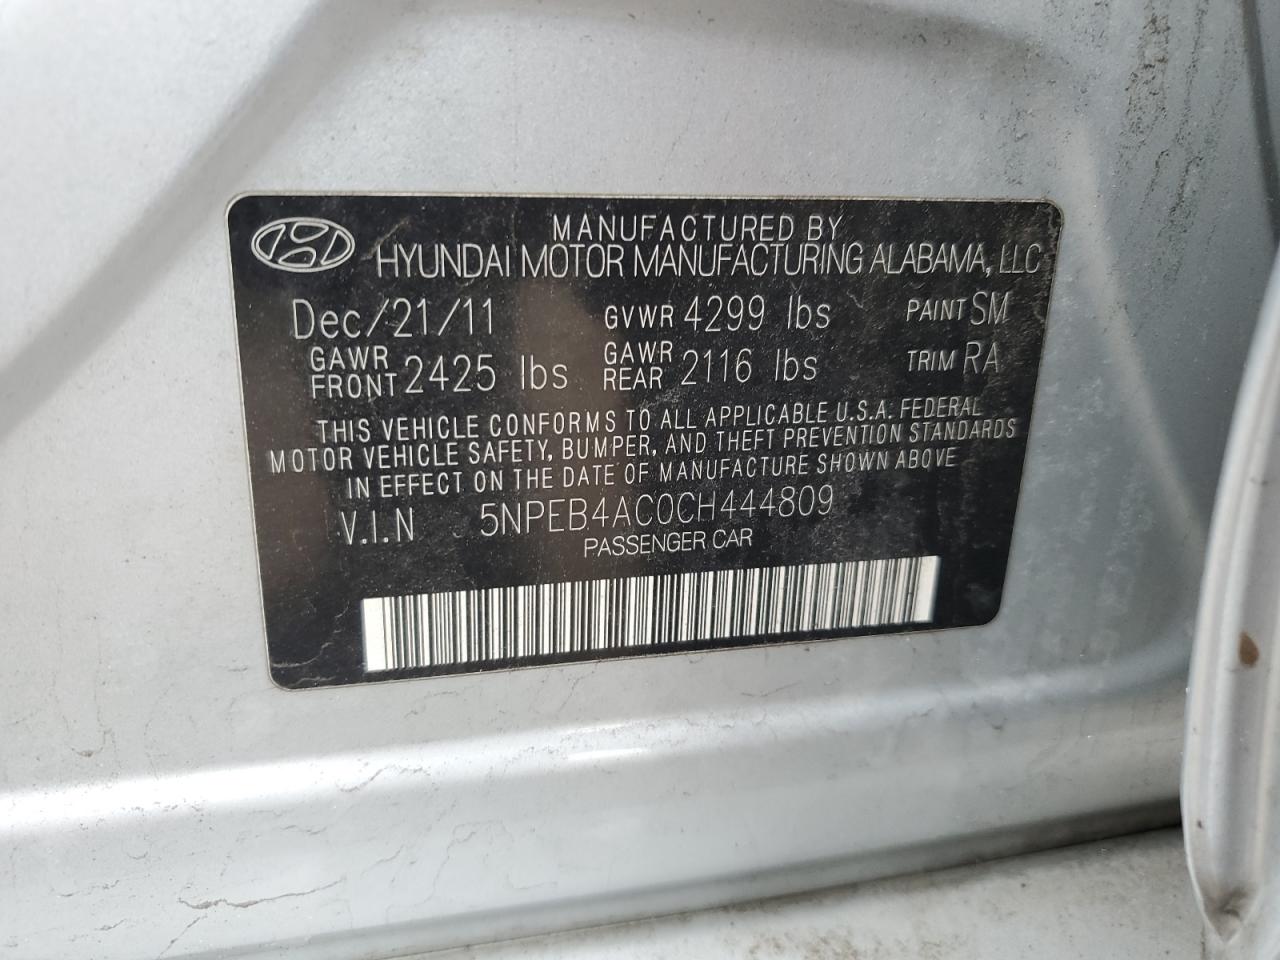 MANUFACTURED BY
HYUNDAI MOTOR MANUFACTURING ALABAMA, LLC
Dec/21/11 GVWR 4299 lbs PAINT SM
GAWR FRONT 2425 lbs GAWR REAR 2116 lbs TRIM RA
THIS VEHICLE CONFORMS TO ALL APPLICABLE U.S.A. FEDERAL
MOTOR VEHICLE SAFETY, BUMPER, AND THEFT PREVENTION STANDARDS
IN EFFECT ON THE DATE OF MANUFACTURE SHOWN ABOVE
V.I.N 5NPEB4AC0CH444809
PASSENGER CAR